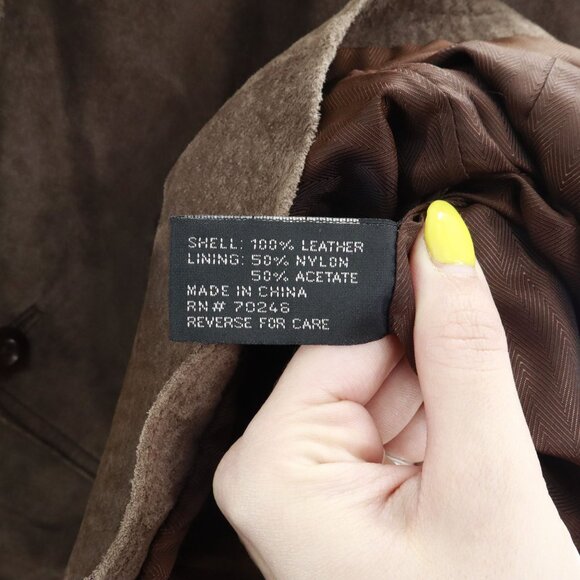 SHELL: 100% LEATHER
LINING: 50% NYLON
50% ACETATE
MADE IN CHINA
RN# 70246
REVERSE FOR CARE